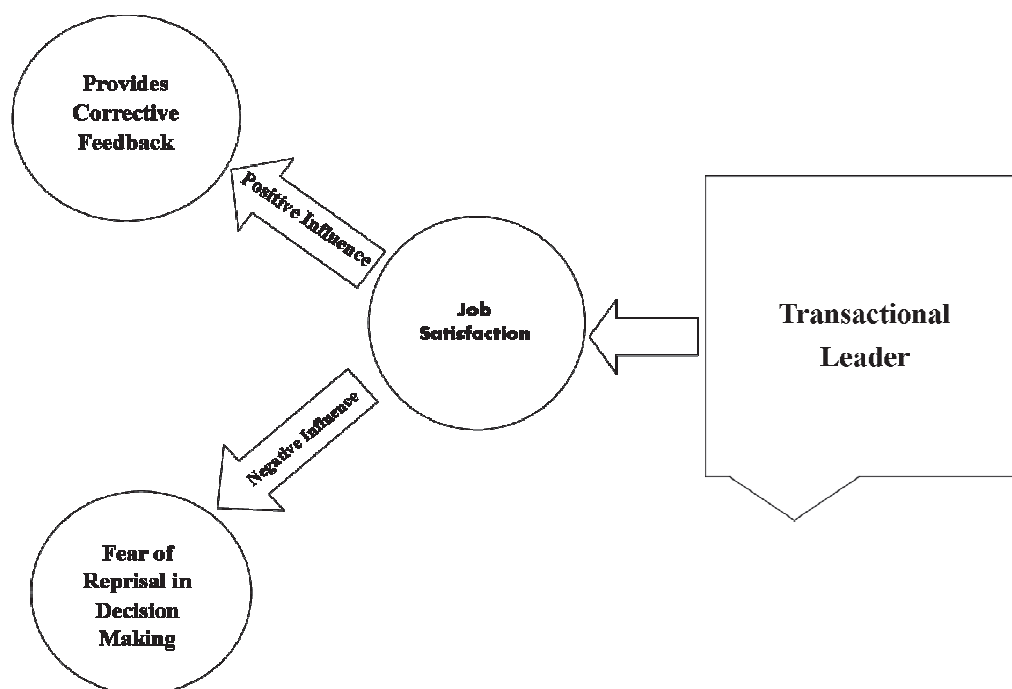 Provides
Corrective
Feedback
Positive Influence
Job
Satisfaction
Transactional
Leader
Negative Influence
Fear of
Reprisal in
Decision
Making